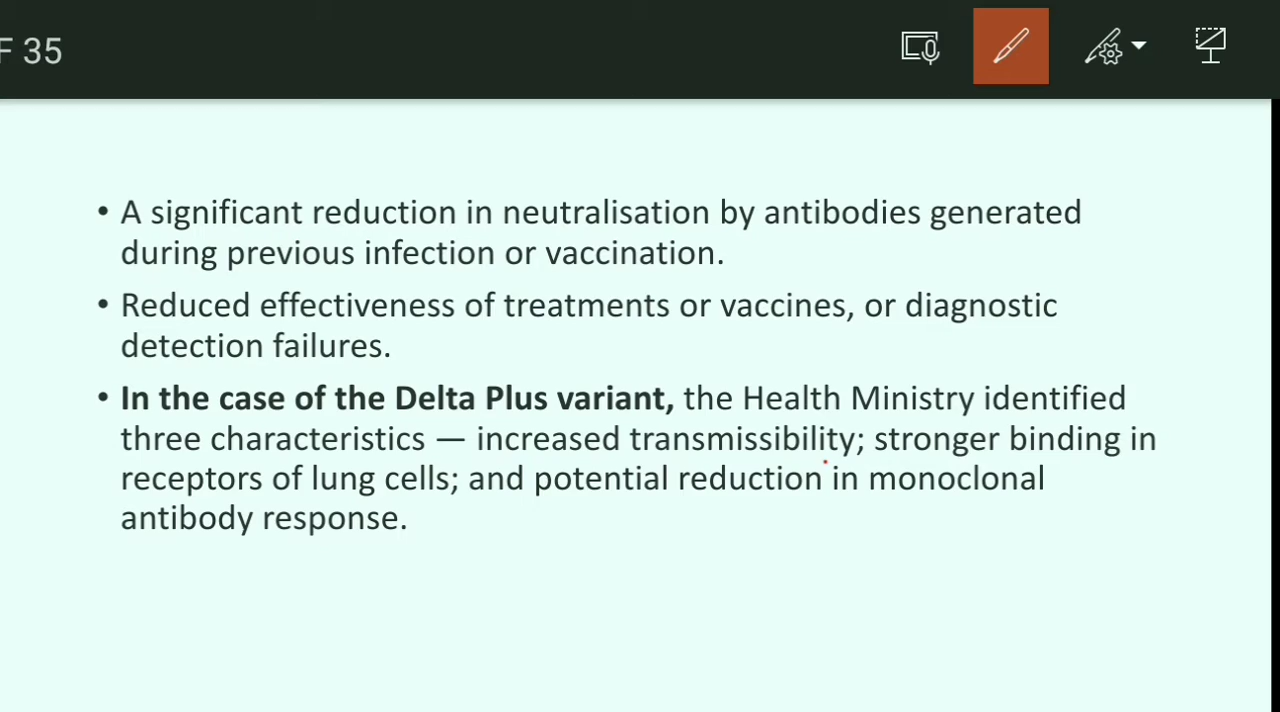 F 35
• A significant reduction in neutralisation by antibodies generated
during previous infection or vaccination.
• Reduced effectiveness of treatments or vaccines, or diagnostic
detection failures.
• In the case of the Delta Plus variant, the Health Ministry identified
three characteristics — increased transmissibility; stronger binding in
receptors of lung cells; and potential reduction in monoclonal
antibody response.